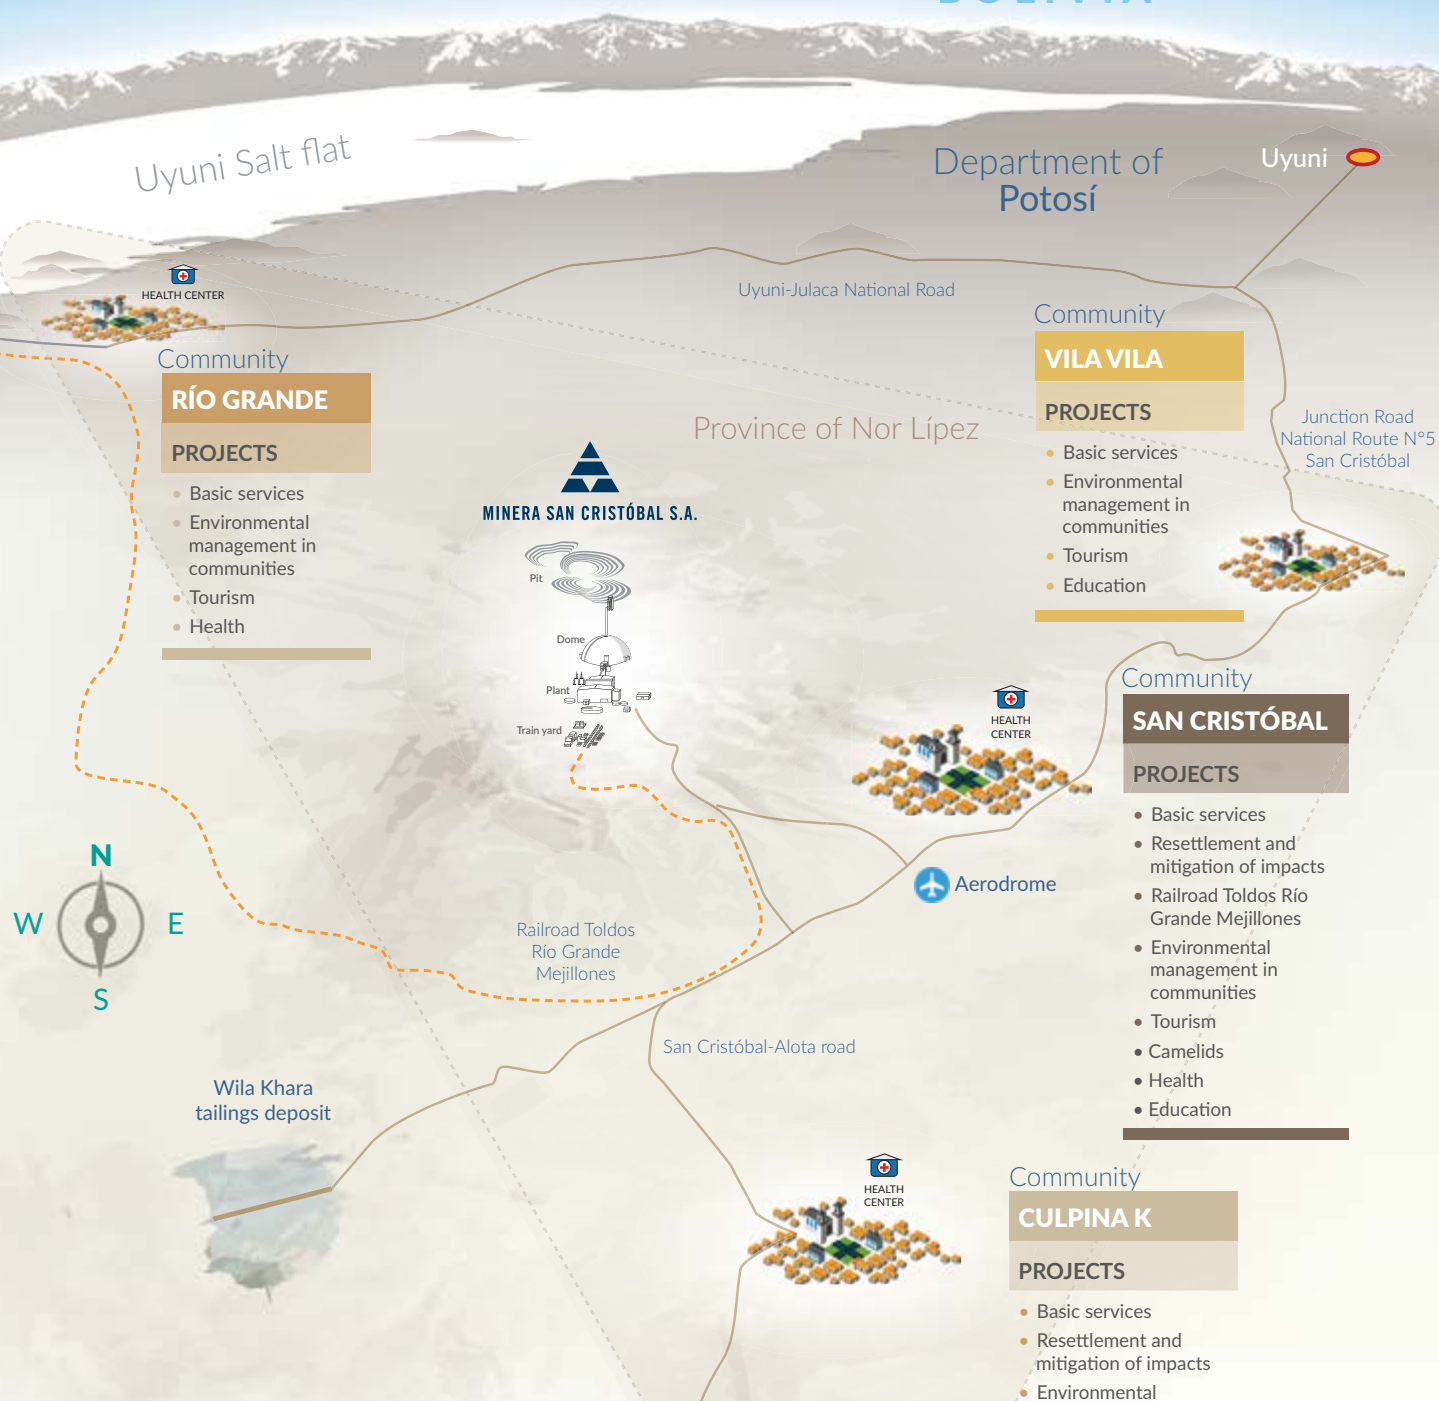 Uyuni Salt flat
Department of
Potosí
Uyuni
HEALTH CENTER
Uyuni-Julaca National Road
Community
RÍO GRANDE
PROJECTS
• Basic services
• Environmental
management in
communities
• Tourism
• Health
Province of Nor Lípez
Community
VILA VILA
PROJECTS
• Basic services
• Environmental
management in
communities
• Tourism
• Education
Junction Road
National Route N°5
San Cristóbal
MINERA SAN CRISTÓBAL S.A.
Pit
Dome
Plant
Train yard
HEALTH
CENTER
Community
SAN CRISTÓBAL
PROJECTS
• Basic services
• Resettlement and
mitigation of impacts
• Railroad Toldos Río
Grande Mejillones
• Environmental
management in
communities
• Tourism
• Camelids
• Health
• Education
N
W
E
S
Aerodrome
Railroad Toldos
Río Grande
Mejillones
San Cristóbal-Alota road
Wila Khara
tailings deposit
HEALTH
CENTER
Community
CULPINA K
PROJECTS
• Basic services
• Resettlement and
mitigation of impacts
• Environmental